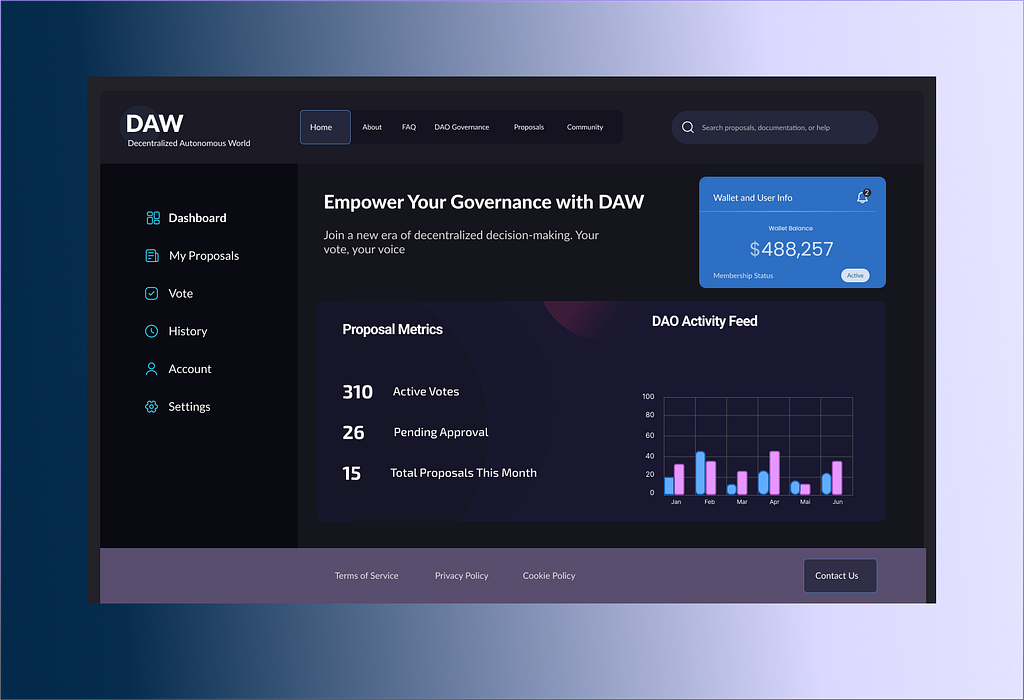 DAW
Decentralized Autonomous World
Home
About
FAQ
DAO Governance
Proposals
Community
Search proposals, documentation, or help
Dashboard
My Proposals
Vote
History
Account
Settings
Empower Your Governance with DAW
Join a new era of decentralized decision-making. Your
vote, your voice
Wallet and User Info
2
Wallet Balance
$488,257
Membership Status
Active
Proposal Metrics
310 Active Votes
26 Pending Approval
15 Total Proposals This Month
DAO Activity Feed
100
80
60
40
20
0
Jan Feb Mar Apr Mai Jun
Terms of Service
Privacy Policy
Cookie Policy
Contact Us